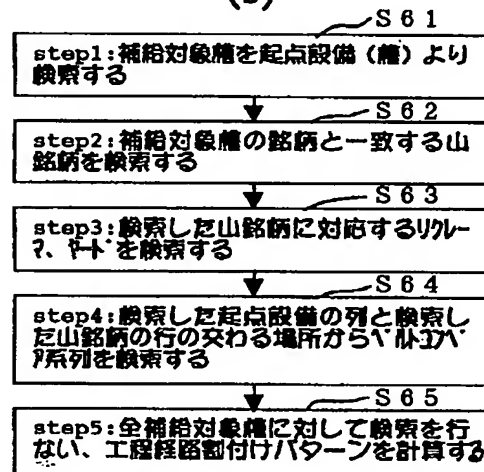 S61
step1:補給対象槽を起点設備(槽)より
検索する
S62
step2:補給対象槽の銘柄と一致する山
銘柄を検索する
S63
step3:検索した山銘柄に対応するリクレー
マ、ヤードを検索する
S64
step4:検索した起点設備の列と検索し
た山銘柄の行の交わる場所からベルトコンベ
ア系列を検索する
S65
step5:全補給対象槽に対して検索を行
ない、工程経路割付けパターンを計算する